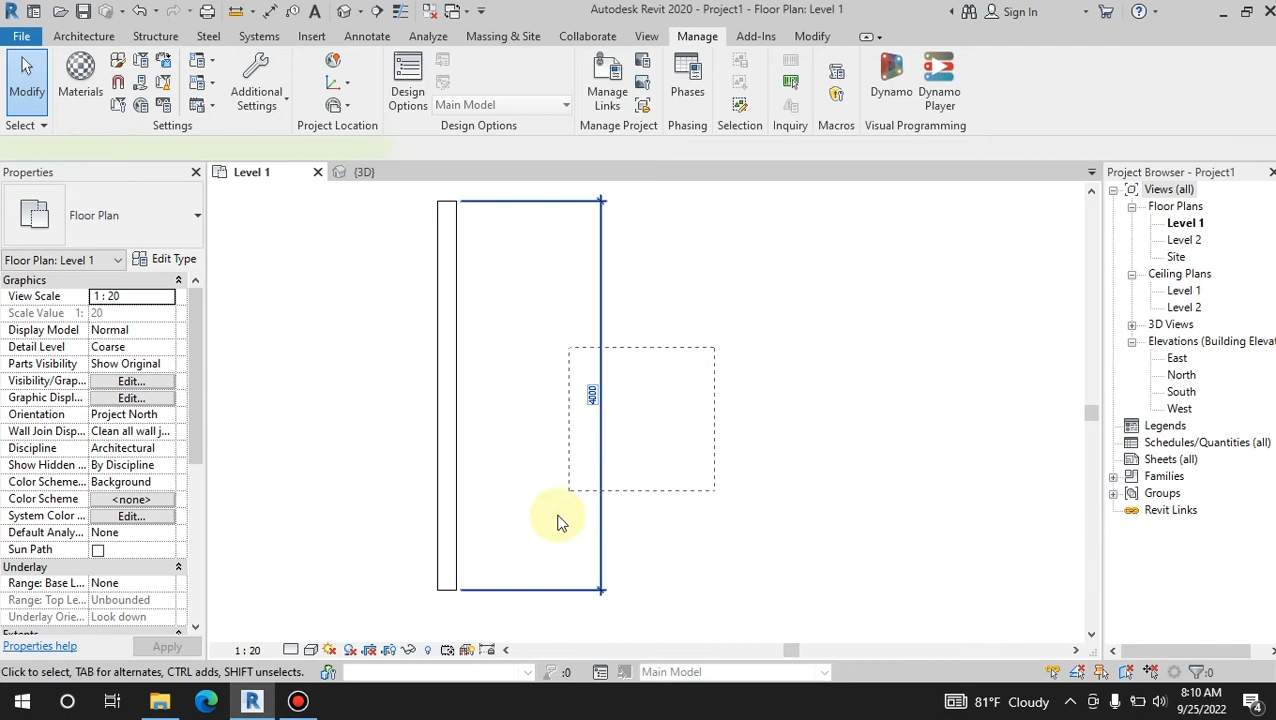 Autodesk Revit 2020 - Project1 - Floor Plan: Level 1
Sign In
File Architecture Structure Steel Systems Insert Annotate Analyze Massing & Site Collaborate View Manage Add-Ins Modify
Modify
Materials
Additional Settings
Design Options
Main Model
Manage Links
Phases
Dynamo
Dynamo Player
Select Settings Project Location Design Options Manage Project Phasing Selection Inquiry Macros Visual Programming
Properties
Floor Plan
Floor Plan: Level 1 Edit Type
Graphics
View Scale 1 : 20
Scale Value 1: 20
Display Model Normal
Detail Level Coarse
Parts Visibility Show Original
Visibility/Grap... Edit...
Graphic Displ... Edit...
Orientation Project North
Wall Join Disp... Clean all wall j...
Discipline Architectural
Show Hidden ... By Discipline
Color Scheme ... Background
Color Scheme <none>
System Color ... Edit...
Default Analy... None
Sun Path
Underlay
Range: Base L... None
Range: Top Le... Unbounded
Underlay Orie... Look down
Extents
Properties help Apply
Level 1
{3D}
4000
1 : 20
Project Browser - Project1
Views (all)
Floor Plans
Level 1
Level 2
Site
Ceiling Plans
Level 1
Level 2
3D Views
Elevations (Building Eleva
East
North
South
West
Legends
Schedules/Quantities (all)
Sheets (all)
Families
Groups
Revit Links
Click to select, TAB for alternates, CTRL adds, SHIFT unselects.
:0
Main Model
:0
81°F Cloudy
8:10 AM
9/25/2022
4